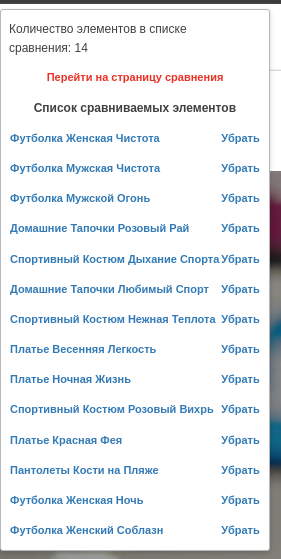 Количество элементов в списке
сравнения: 14
Перейти на страницу сравнения
Список сравниваемых элементов
Футболка Женская Чистота Убрать
Футболка Мужская Чистота Убрать
Футболка Мужской Огонь Убрать
Домашние Тапочки Розовый Рай Убрать
Спортивный Костюм Дыхание Спорта Убрать
Домашние Тапочки Любимый Спорт Убрать
Спортивный Костюм Нежная Теплота Убрать
Платье Весенняя Легкость Убрать
Платье Ночная Жизнь Убрать
Спортивный Костюм Розовый Вихрь Убрать
Платье Красная Фея Убрать
Пантолеты Кости на Пляже Убрать
Футболка Женская Ночь Убрать
Футболка Женский Соблазн Убрать